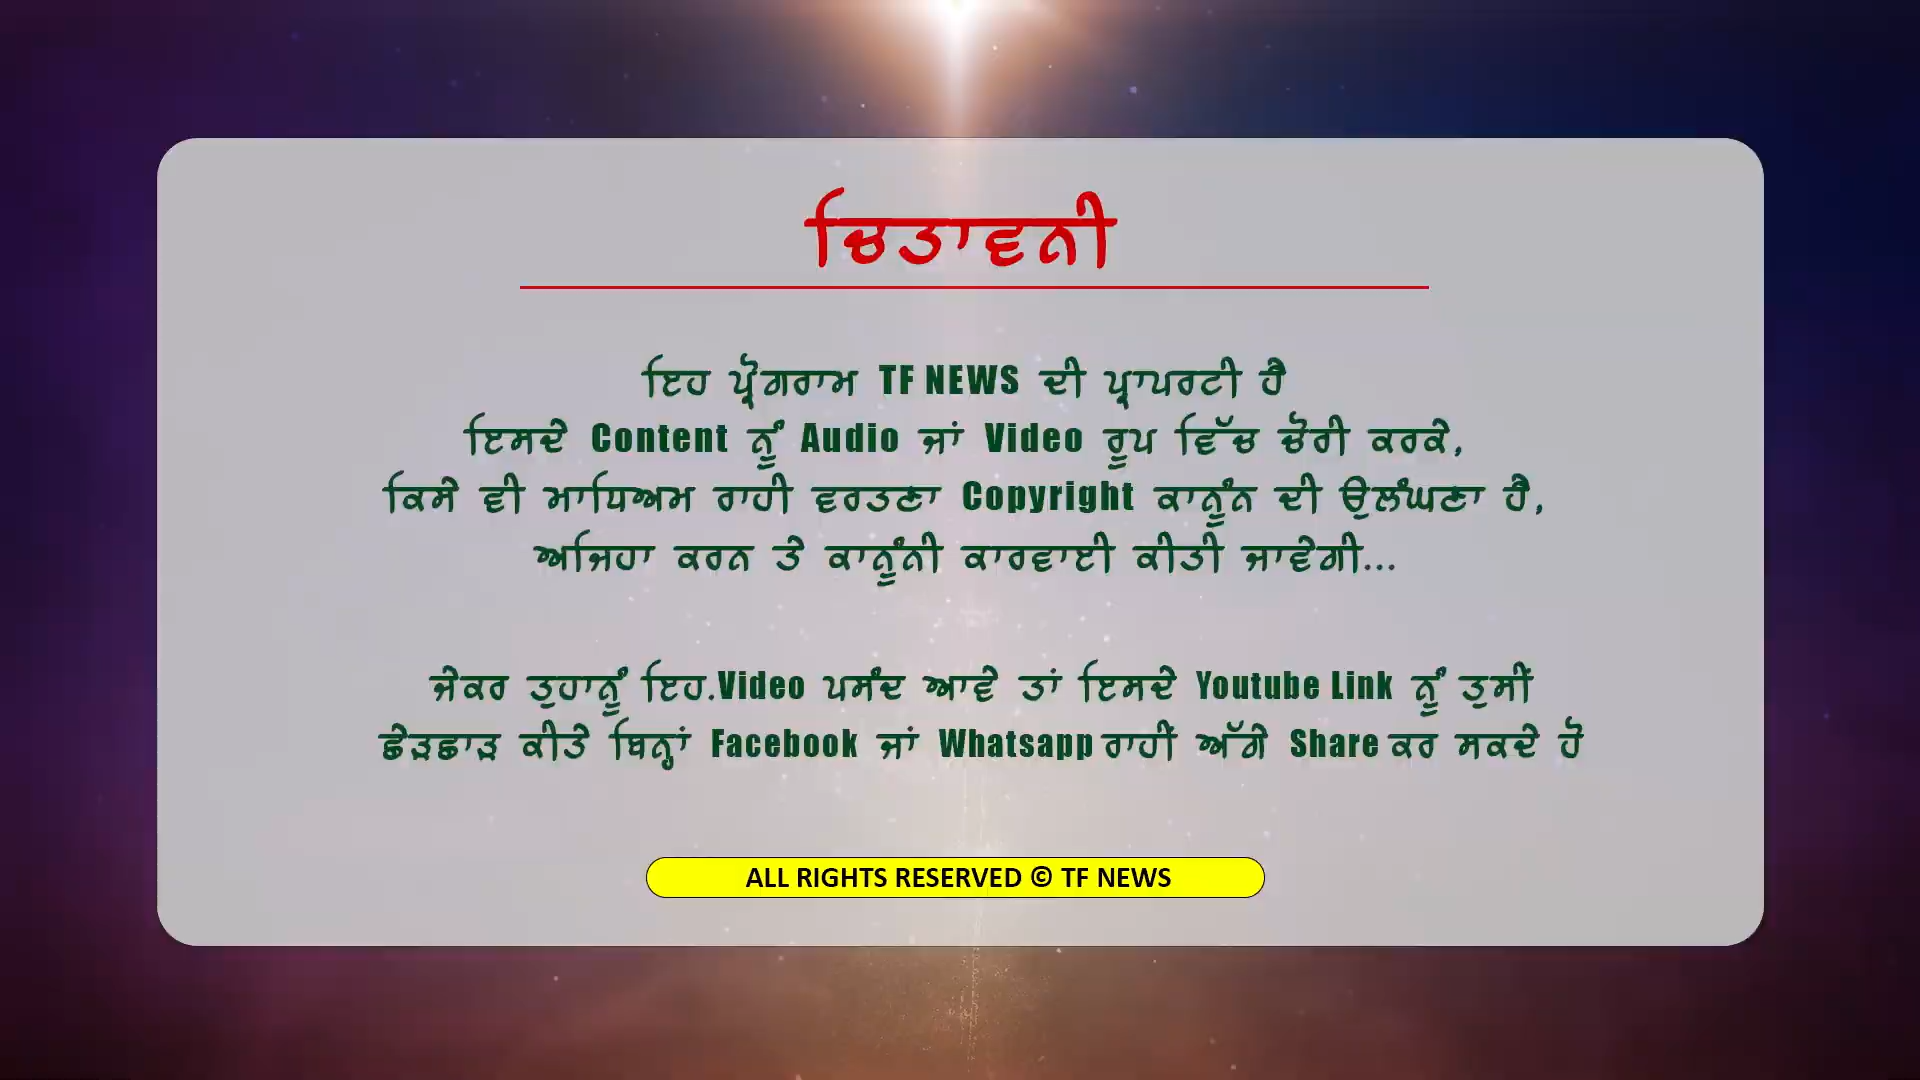 ਚਿਤਾਵਨੀ
ਇਹ ਪ੍ਰੋਗਰਾਮ TF NEWS ਦੀ ਪ੍ਰਾਪਰਟੀ ਹੈ
ਇਸਦੇ Content ਨੂੰ Audio ਜਾਂ Video ਰੂਪ ਵਿੱਚ ਚੋਰੀ ਕਰਕੇ,
ਕਿਸੇ ਵੀ ਮਾਧਿਅਮ ਰਾਹੀ ਵਰਤਣਾ Copyright ਕਾਨੂੰਨ ਦੀ ਉਲੰਘਣਾ ਹੈ,
ਅਜਿਹਾ ਕਰਨ ਤੇ ਕਾਨੂੰਨੀ ਕਾਰਵਾਈ ਕੀਤੀ ਜਾਵੇਗੀ...
ਜੇਕਰ ਤੁਹਾਨੂੰ ਇਹ.Video ਪਸੰਦ ਆਵੇ ਤਾਂ ਇਸਦੇ Youtube Link ਨੂੰ ਤੁਸੀਂ
ਛੇੜਛਾੜ ਕੀਤੇ ਬਿਨ੍ਹਾਂ Facebook ਜਾਂ Whatsapp ਰਾਹੀਂ ਅੱਗੇ Share ਕਰ ਸਕਦੇ ਹੋ
ALL RIGHTS RESERVED © TF NEWS